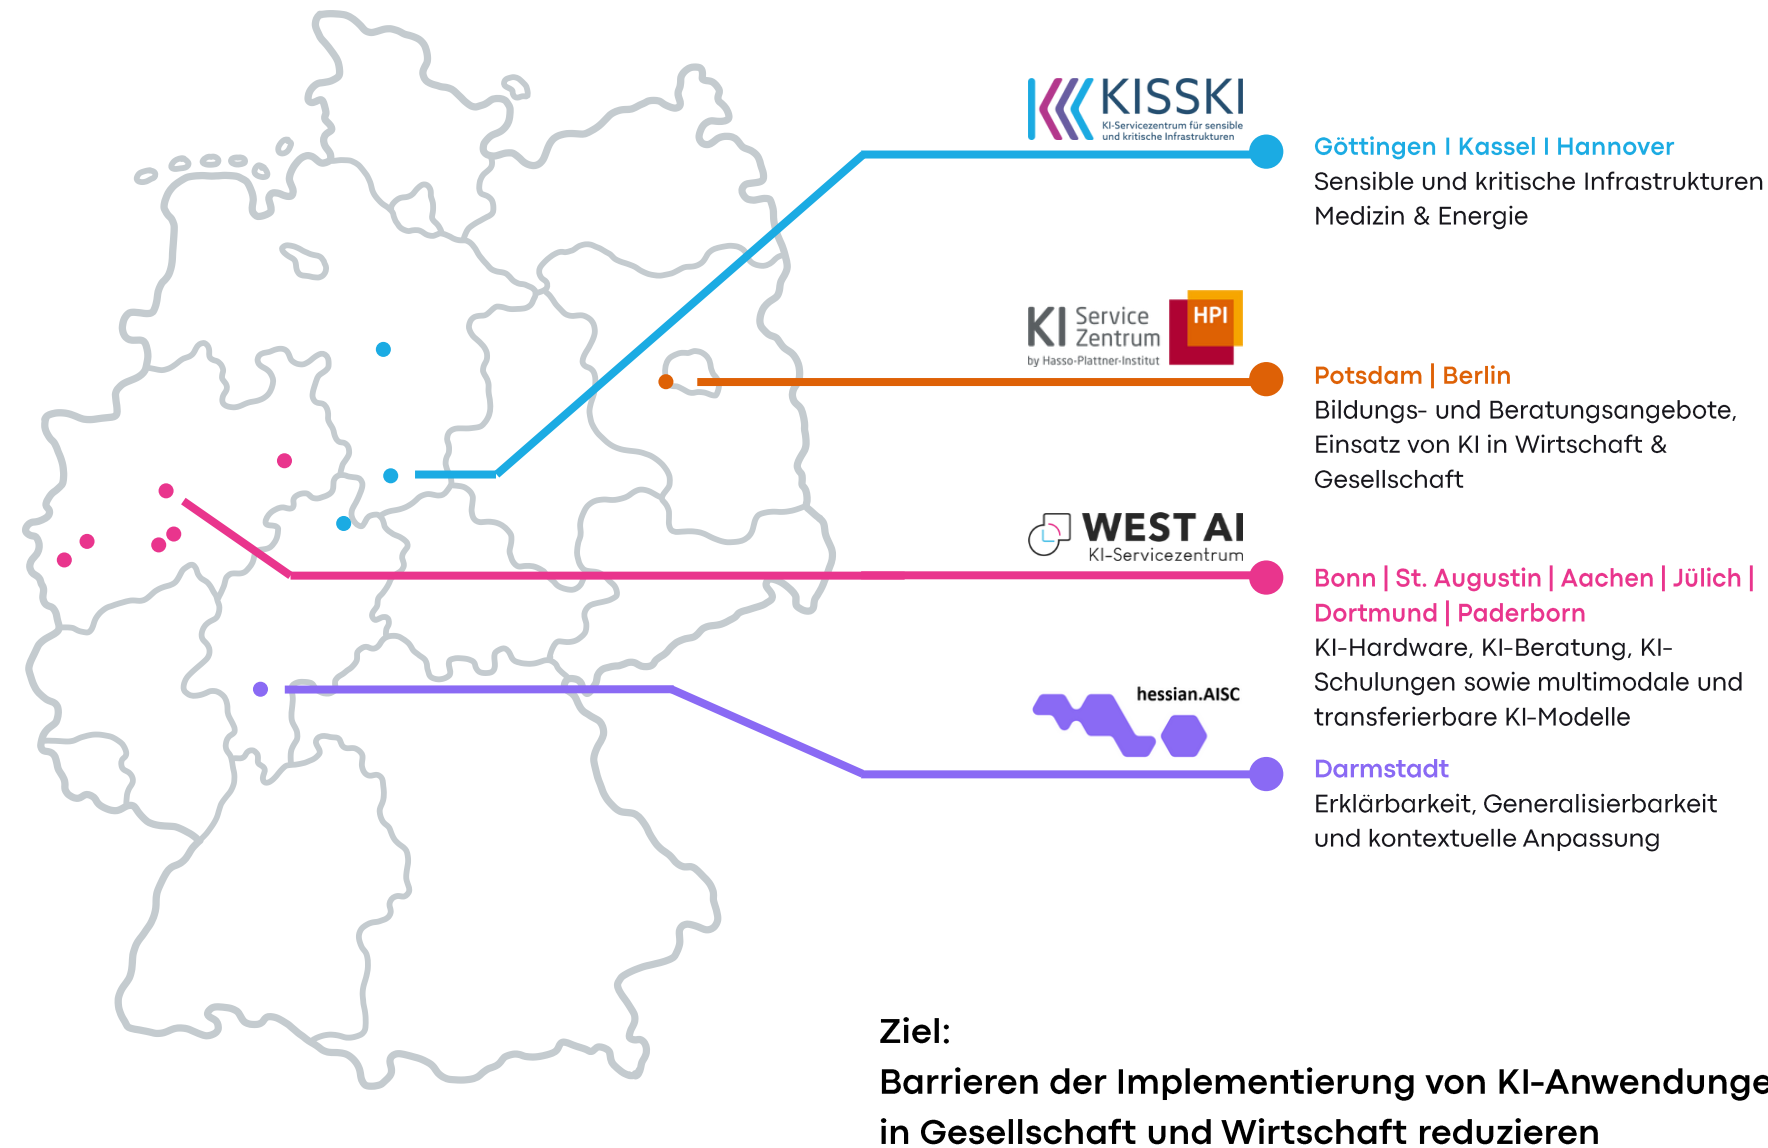 KISSKI
KI-Servicezentrum für sensible
und kritische Infrastrukturen
Göttingen I Kassel I Hannover
Sensible und kritische Infrastrukturen
Medizin & Energie
KI Service
Zentrum
by Hasso-Plattner-Institut
HPI
Potsdam | Berlin
Bildungs- und Beratungsangebote,
Einsatz von KI in Wirtschaft &
Gesellschaft
WEST AI
KI-Servicezentrum
Bonn | St. Augustin | Aachen | Jülich |
Dortmund | Paderborn
KI-Hardware, KI-Beratung, KI-
Schulungen sowie multimodale und
transferierbare KI-Modelle
hessian.AISC
Darmstadt
Erklärbarkeit, Generalisierbarkeit
und kontextuelle Anpassung
Ziel:
Barrieren der Implementierung von KI-Anwendunge
in Gesellschaft und Wirtschaft reduzieren